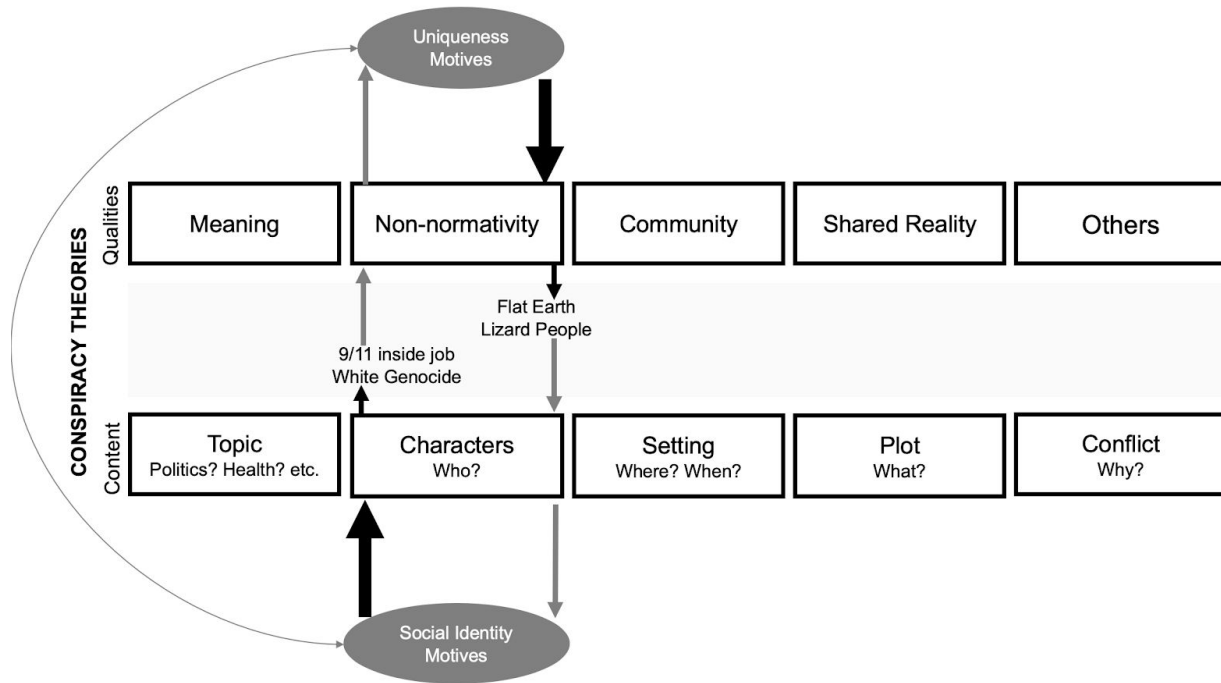 Uniqueness
Motives
CONSPIRACY THEORIES
Qualities
Meaning
Non-normativity
Community
Shared Reality
Others
Flat Earth
Lizard People
9/11 inside job
White Genocide
Content
Topic
Politics? Health? etc.
Characters
Who?
Setting
Where? When?
Plot
What?
Conflict
Why?
Social Identity
Motives